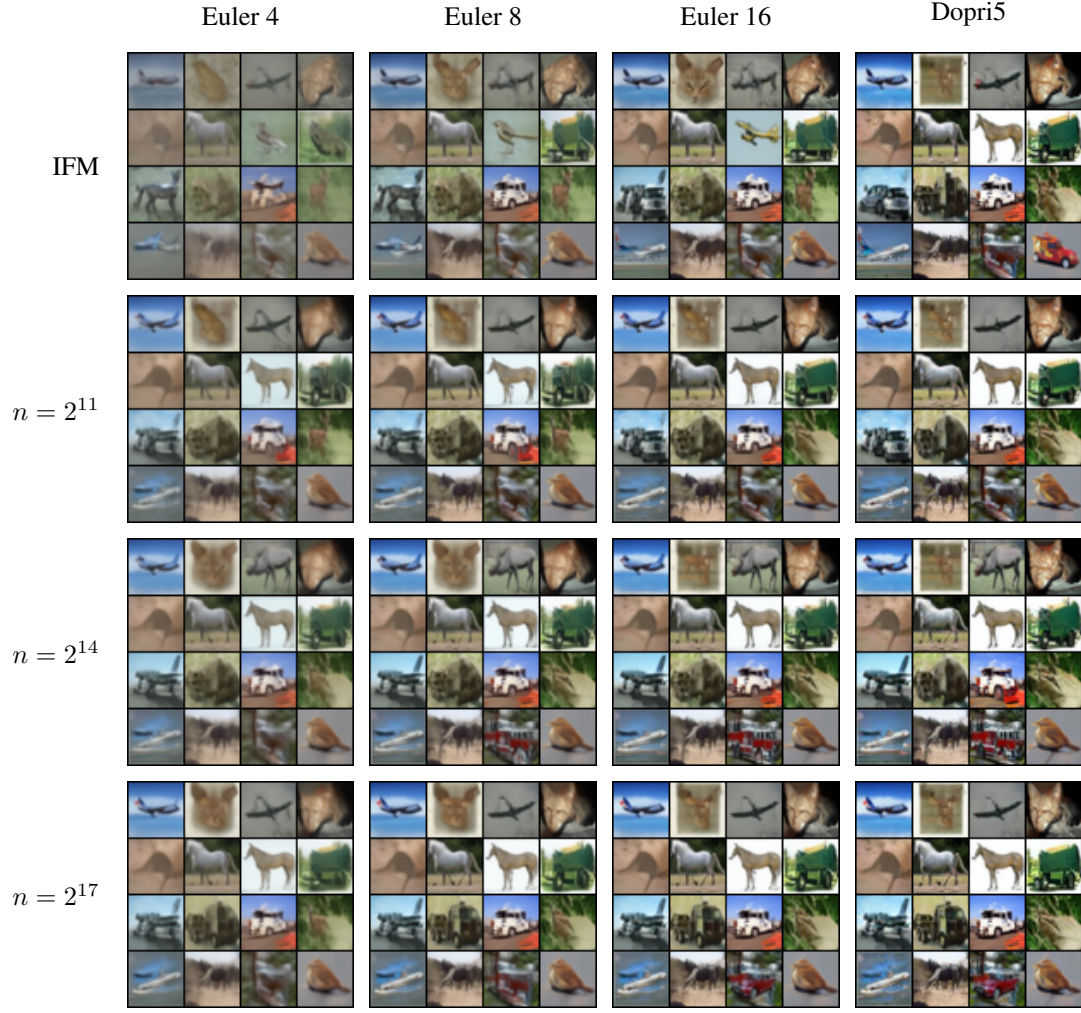 Euler 4 Euler 8 Euler 16 Dopri5
IFM
n = 2^11
n = 2^14
n = 2^17